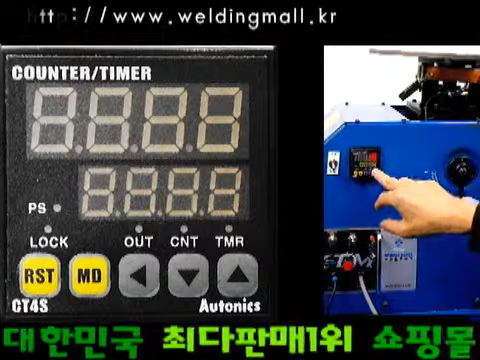 http://www.weldingmall.kr
COUNTER/TIMER
8.8.8.8
8.8.8.8
PS
LOCK OUT CNT TMR
RST MD
CT4S Autonics
대한민국 최다판매1위 쇼핑몰